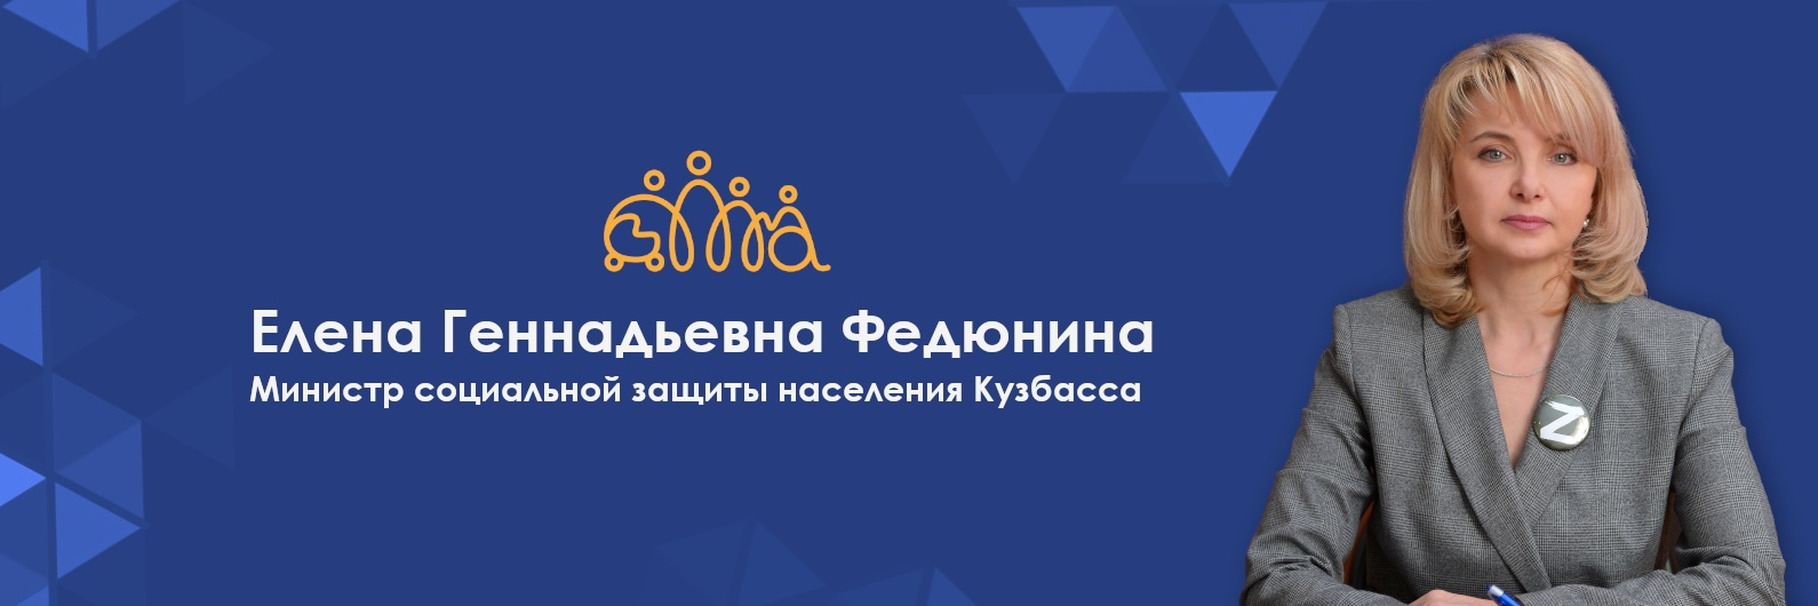 Елена Геннадьевна Федюнина
Министр социальной защиты населения Кузбасса
Z